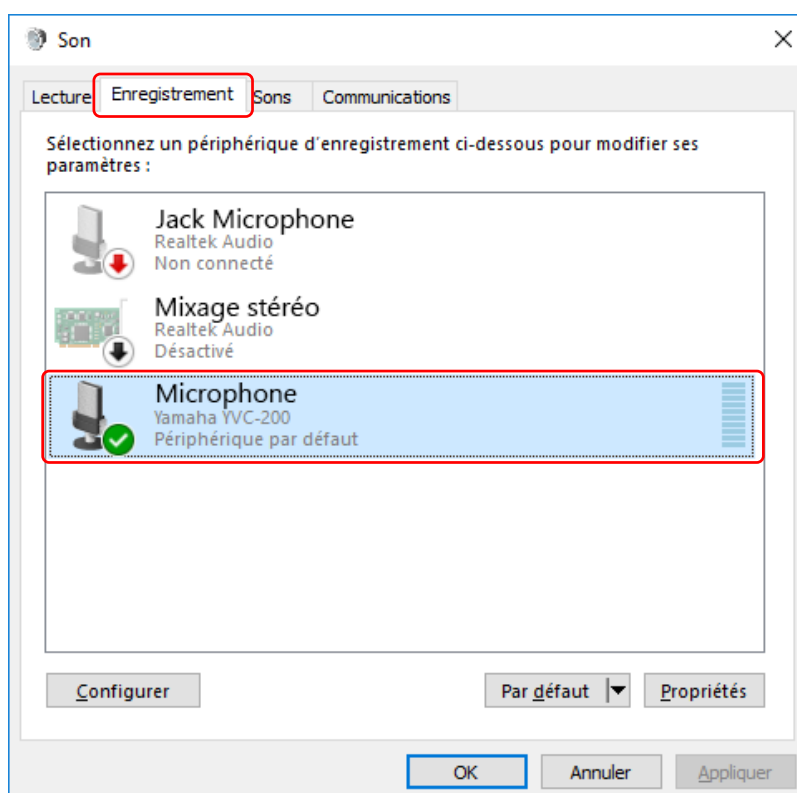 Son
Lecture Enregistrement Sons Communications
Sélectionnez un périphérique d'enregistrement ci-dessous pour modifier ses
paramètres :
Jack Microphone
Realtek Audio
Non connecté
Mixage stéréo
Realtek Audio
Désactivé
Microphone
Yamaha YVC-200
Périphérique par défaut
Configurer Par défaut Propriétés
OK Annuler Appliquer